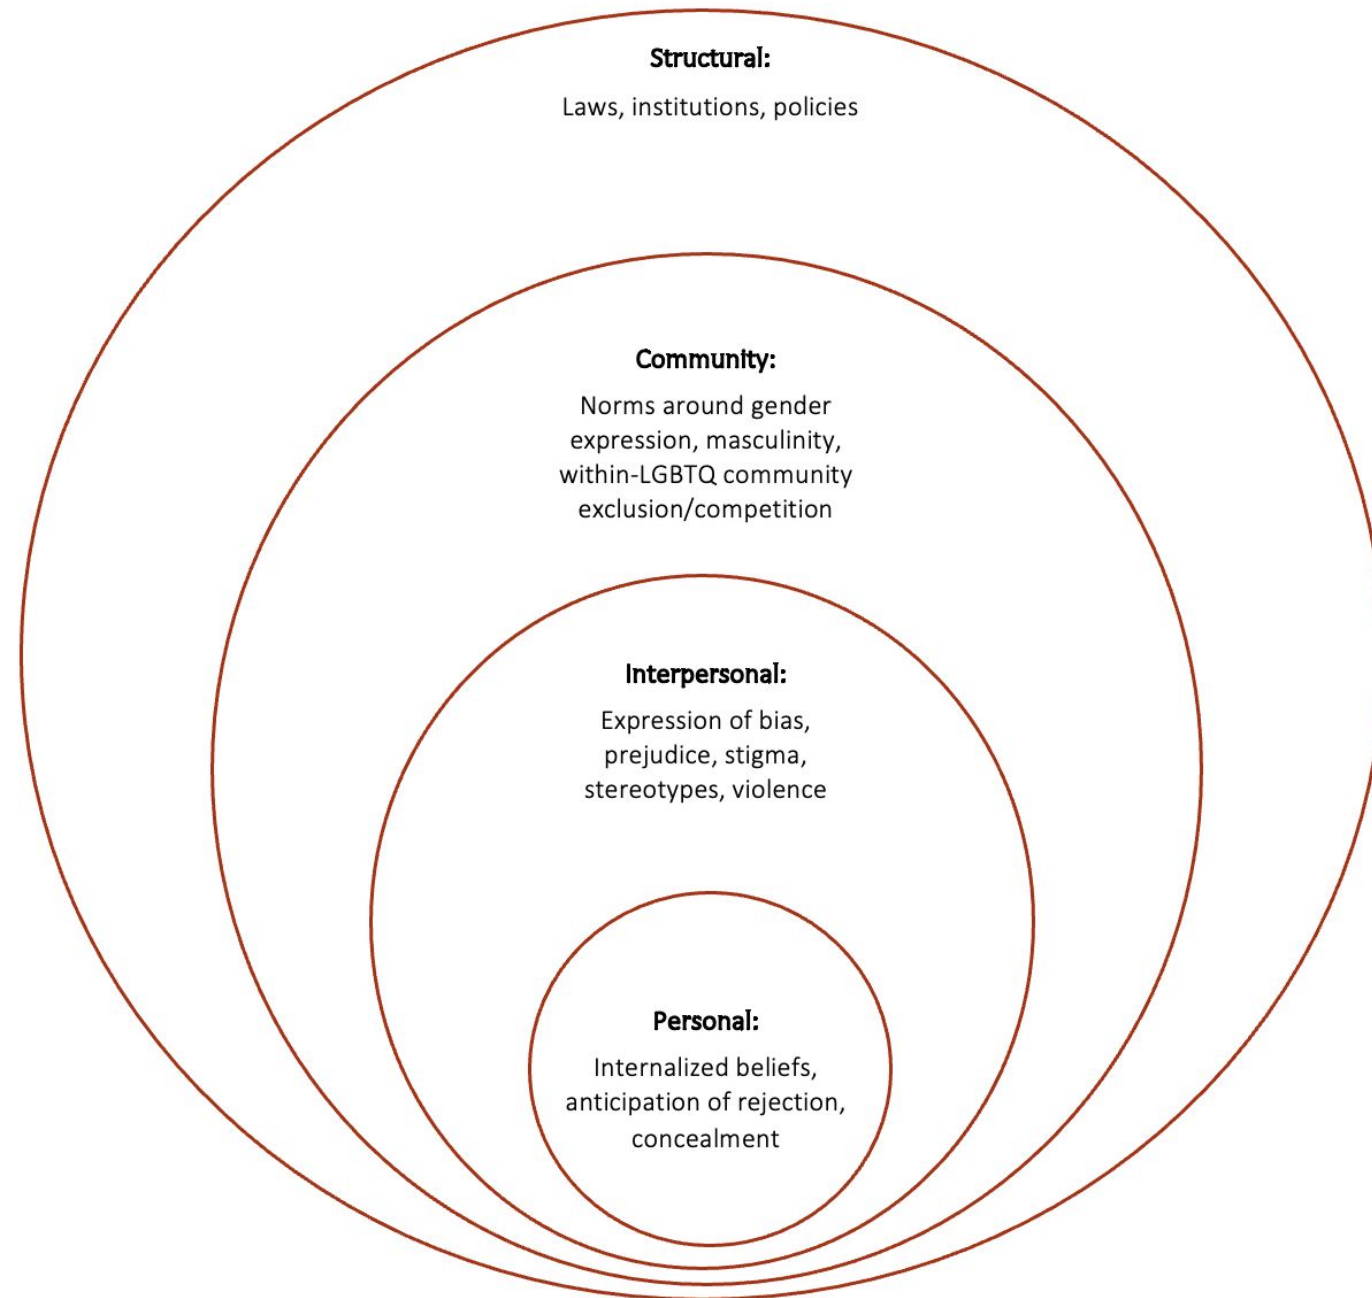 Structural:
Laws, institutions, policies
Community:
Norms around gender
expression, masculinity,
within-LGBTQ community
exclusion/competition
Interpersonal:
Expression of bias,
prejudice, stigma,
stereotypes, violence
Personal:
Internalized beliefs,
anticipation of rejection,
concealment